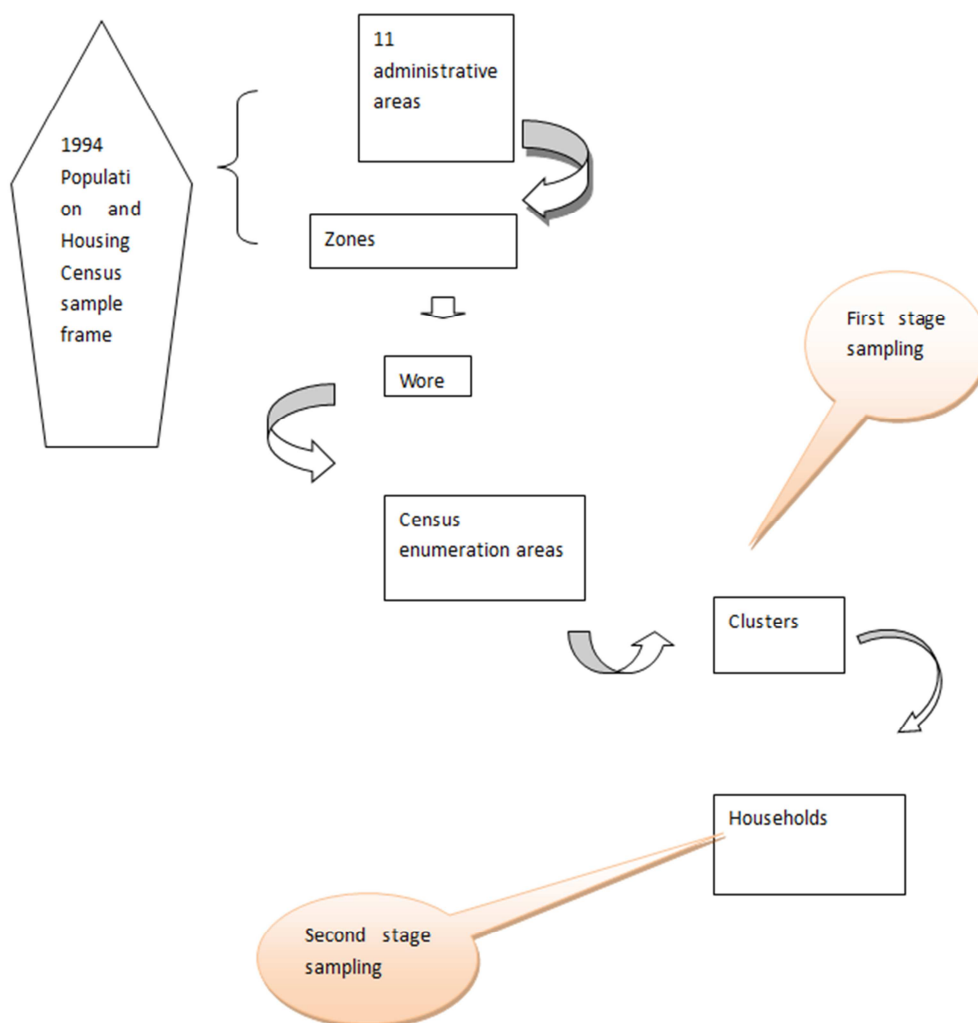 11
administrative
areas
1994
Populati
on and
Housing
Census
sample
frame
Zones
First stage
sampling
Wore
Census
enumeration areas
Clusters
Households
Second stage
sampling